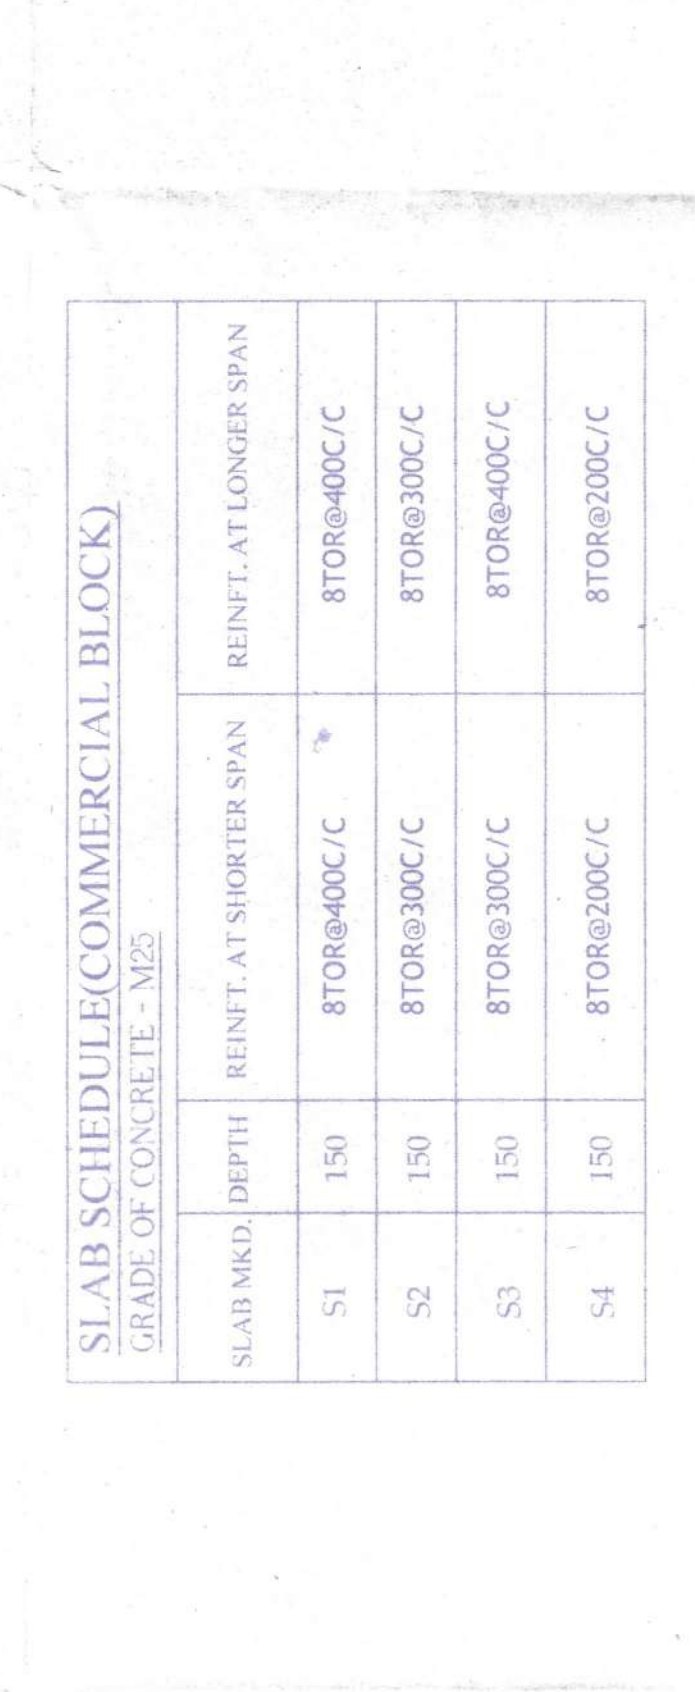 SLAB SCHEDULE(COMMERCIAL BLOCK)
GRADE OF CONCRETE - M25
SLAB MKD. DEPTH REINFT. AT SHORTER SPAN REINFT. AT LONGER SPAN
S1 150 8TOR@400C/C 8TOR@400C/C
S2 150 8TOR@300C/C 8TOR@300C/C
S3 150 8TOR@300C/C 8TOR@400C/C
S4 150 8TOR@200C/C 8TOR@200C/C